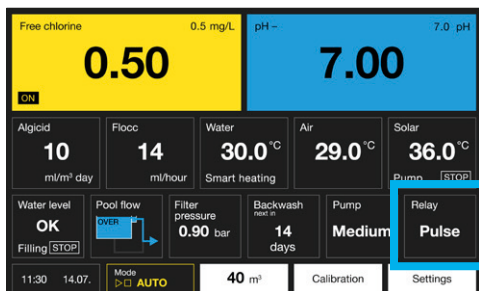 Free chlorine 0.5 mg/L
0.50
ON
pH – 7.0 pH
7.00
Algicid
10
ml/m³ day
Flocc
14
ml/hour
Water
30.0°C
Smart heating
Air
29.0°C
Solar
36.0°C
Pump STOP
Water level
OK
Filling STOP
Pool flow
OVER
Filter
pressure
0.90 bar
Backwash
next in
14
days
Pump
Medium
Relay
Pulse
11:30 14.07.
Mode
AUTO
40 m³
Calibration
Settings